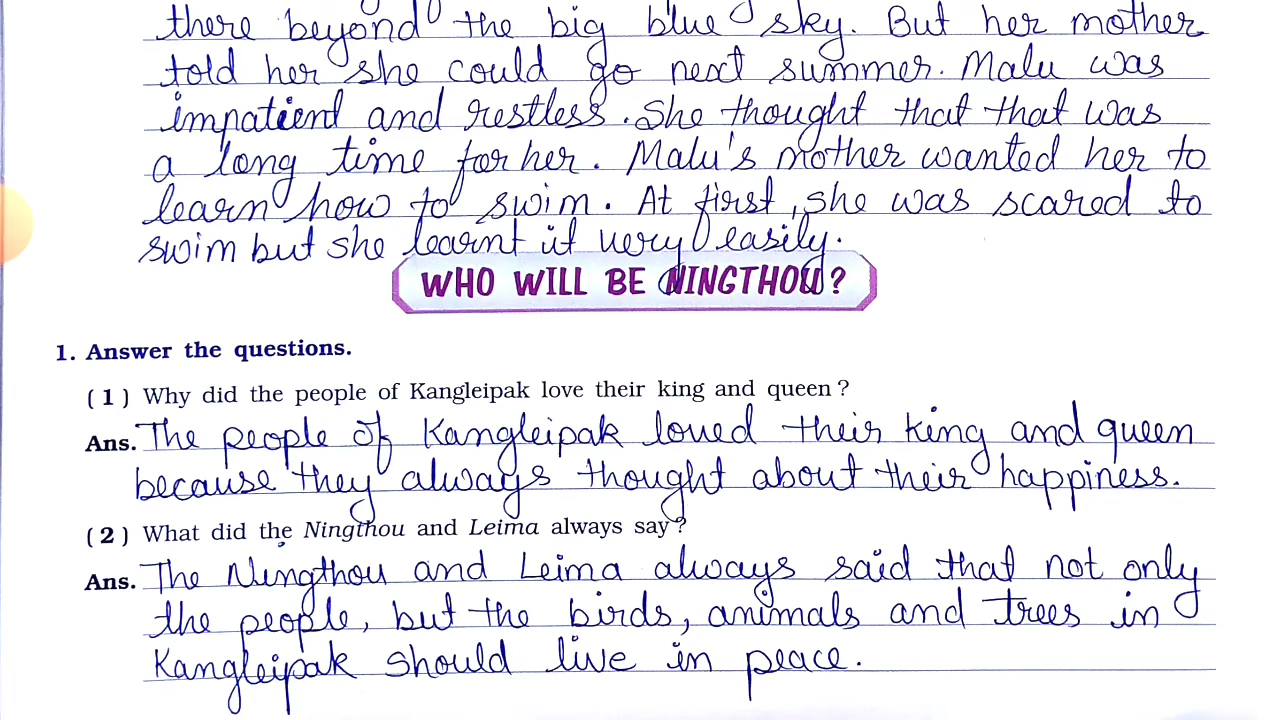 there beyond the big blue sky. But her mother
told her she could go next summer. Malu was
impatient and restless. She thought that that was
a long time for her. Malu's mother wanted her to
learn how to swim. At first, she was scared to
swim but she learnt it very easily.
WHO WILL BE NINGTHOU?
1. Answer the questions.
(1) Why did the people of Kangleipak love their king and queen?
Ans. The people of Kangleipak loved their king and queen
because they always thought about their happiness.
(2) What did the Ningthou and Leima always say?
Ans. The Ningthou and Leima always said that not only
the people, but the birds, animals and trees in
Kangleipak should live in peace.